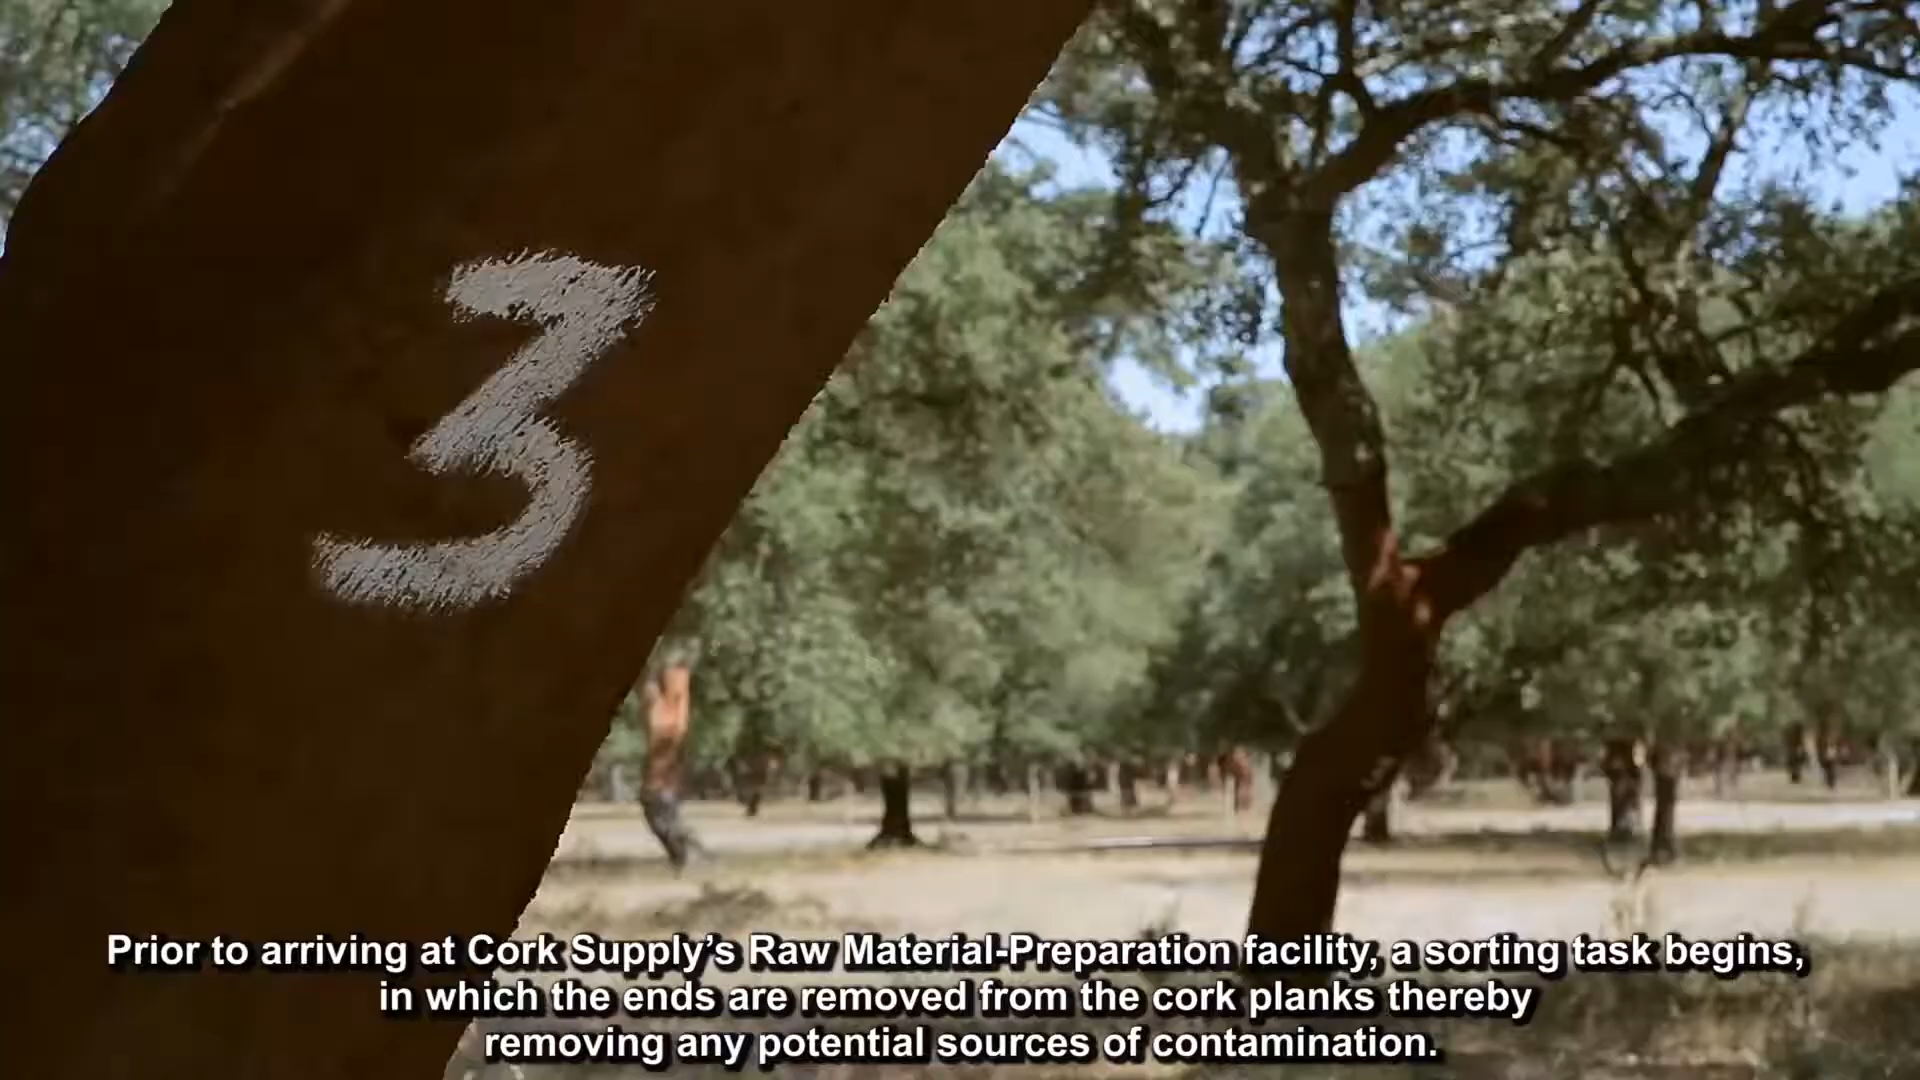 3
Prior to arriving at Cork Supply’s Raw Material-Preparation facility, a sorting task begins,
in which the ends are removed from the cork planks thereby
removing any potential sources of contamination.